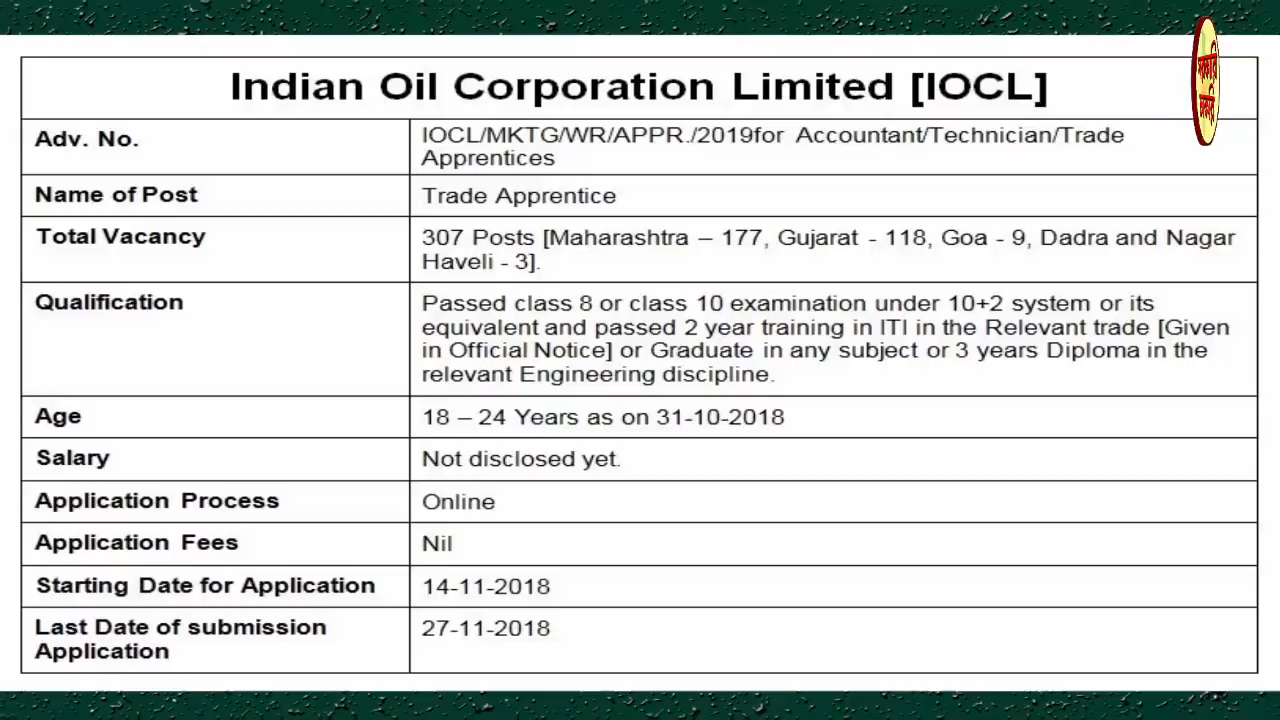 Indian Oil Corporation Limited [IOCL]
Adv. No.
IOCL/MKTG/WR/APPR./2019for Accountant/Technician/Trade
Apprentices
Name of Post
Trade Apprentice
Total Vacancy
307 Posts [Maharashtra – 177, Gujarat - 118, Goa - 9, Dadra and Nagar
Haveli - 3].
Qualification
Passed class 8 or class 10 examination under 10+2 system or its
equivalent and passed 2 year training in ITI in the Relevant trade [Given
in Official Notice] or Graduate in any subject or 3 years Diploma in the
relevant Engineering discipline.
Age
18 – 24 Years as on 31-10-2018
Salary
Not disclosed yet.
Application Process
Online
Application Fees
Nil
Starting Date for Application
14-11-2018
Last Date of submission
Application
27-11-2018